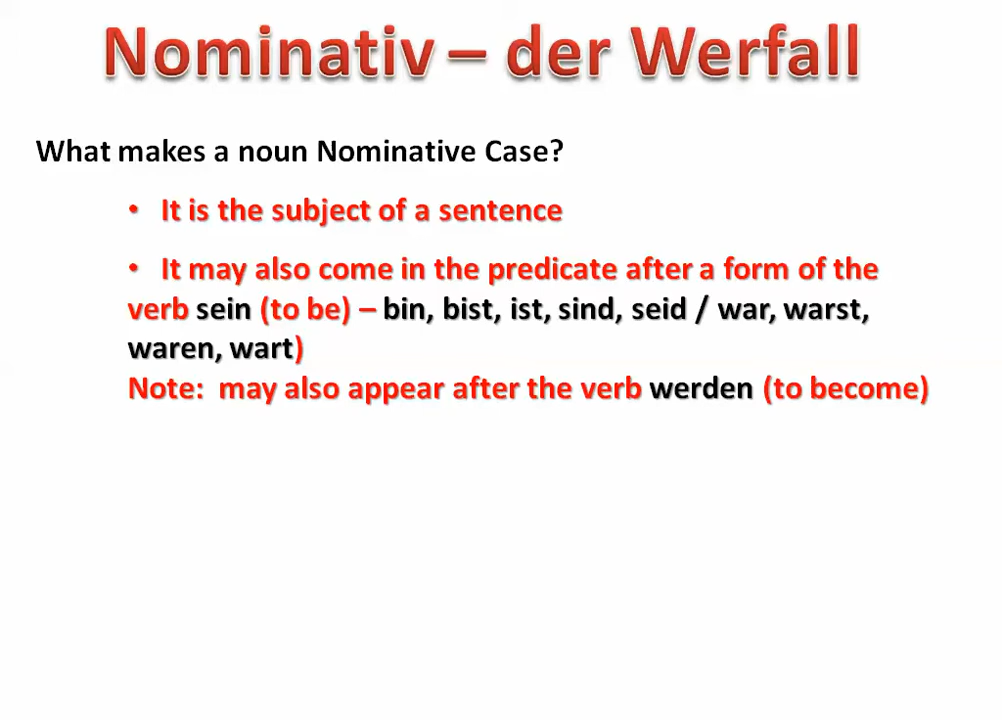 Nominativ – der Werfall
What makes a noun Nominative Case?
• It is the subject of a sentence
• It may also come in the predicate after a form of the
verb sein (to be) – bin, bist, ist, sind, seid / war, warst,
waren, wart)
Note: may also appear after the verb werden (to become)